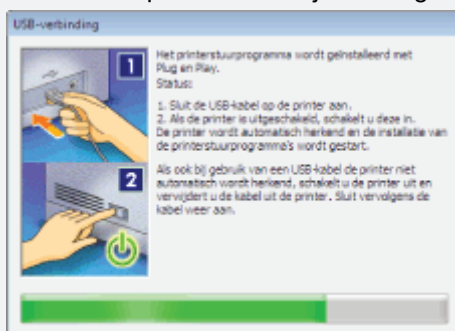 USB-verbinding
1
Het printerstuurprogramma wordt geïnstalleerd met
Plug en Play.
Status:
1. Sluit de USB-kabel op de printer aan.
2. Als de printer is uitgeschakeld, schakelt u deze in.
De printer wordt automatisch herkend en de installatie van
de printerstuurprogramma's wordt gestart.
2
Als ook bij gebruik van een USB-kabel de printer niet
automatisch wordt herkend, schakelt u de printer uit en
verwijdert u de kabel uit de printer. Sluit vervolgens de
kabel weer aan.